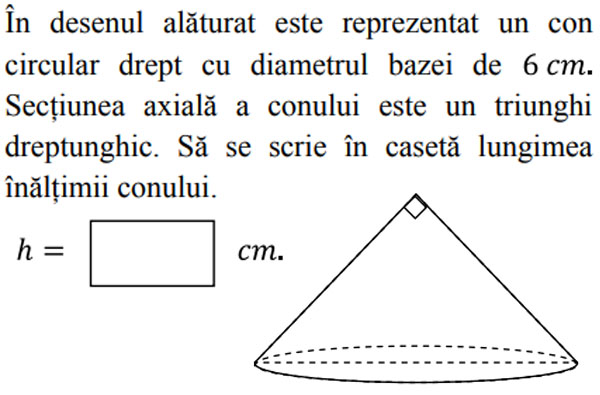 În desenul alăturat este reprezentat un con
circular drept cu diametrul bazei de 6 cm.
Secțiunea axială a conului este un triunghi
dreptunghic. Să se scrie în casetă lungimea
înălțimii conului.
h = cm.